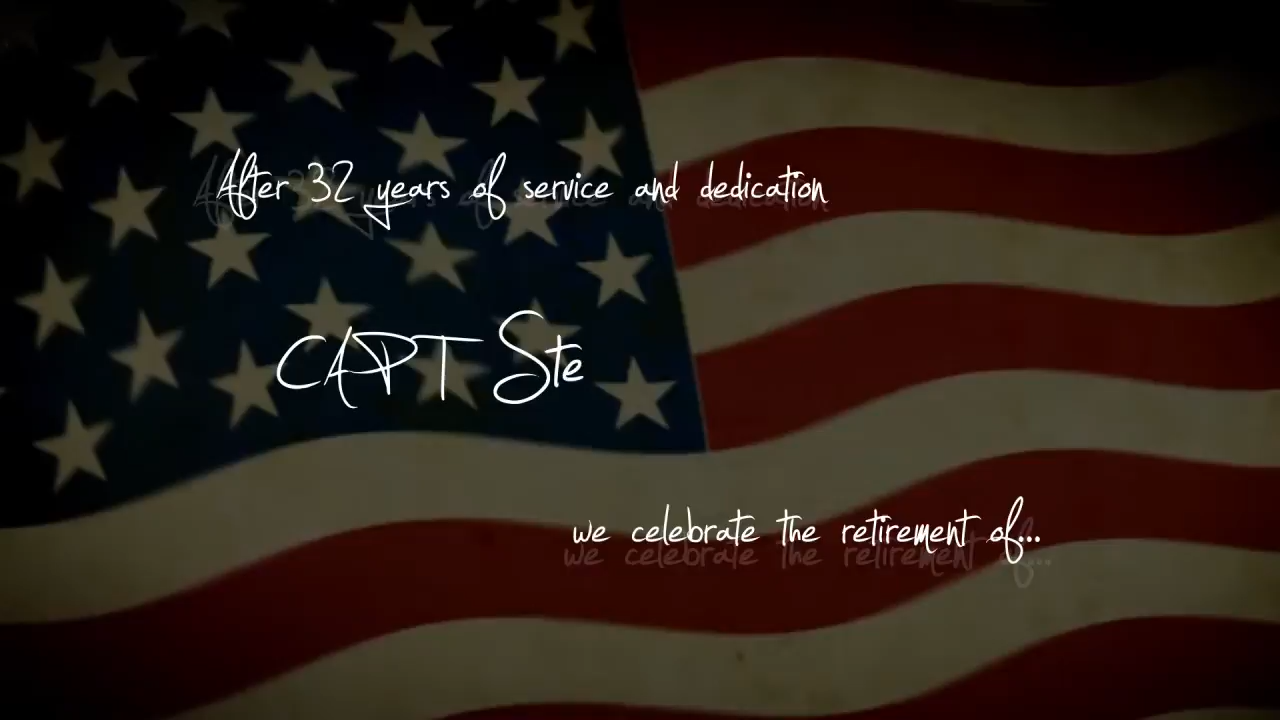 After 32 years of service and dedication
CAPT Ste
we celebrate the retirement of...